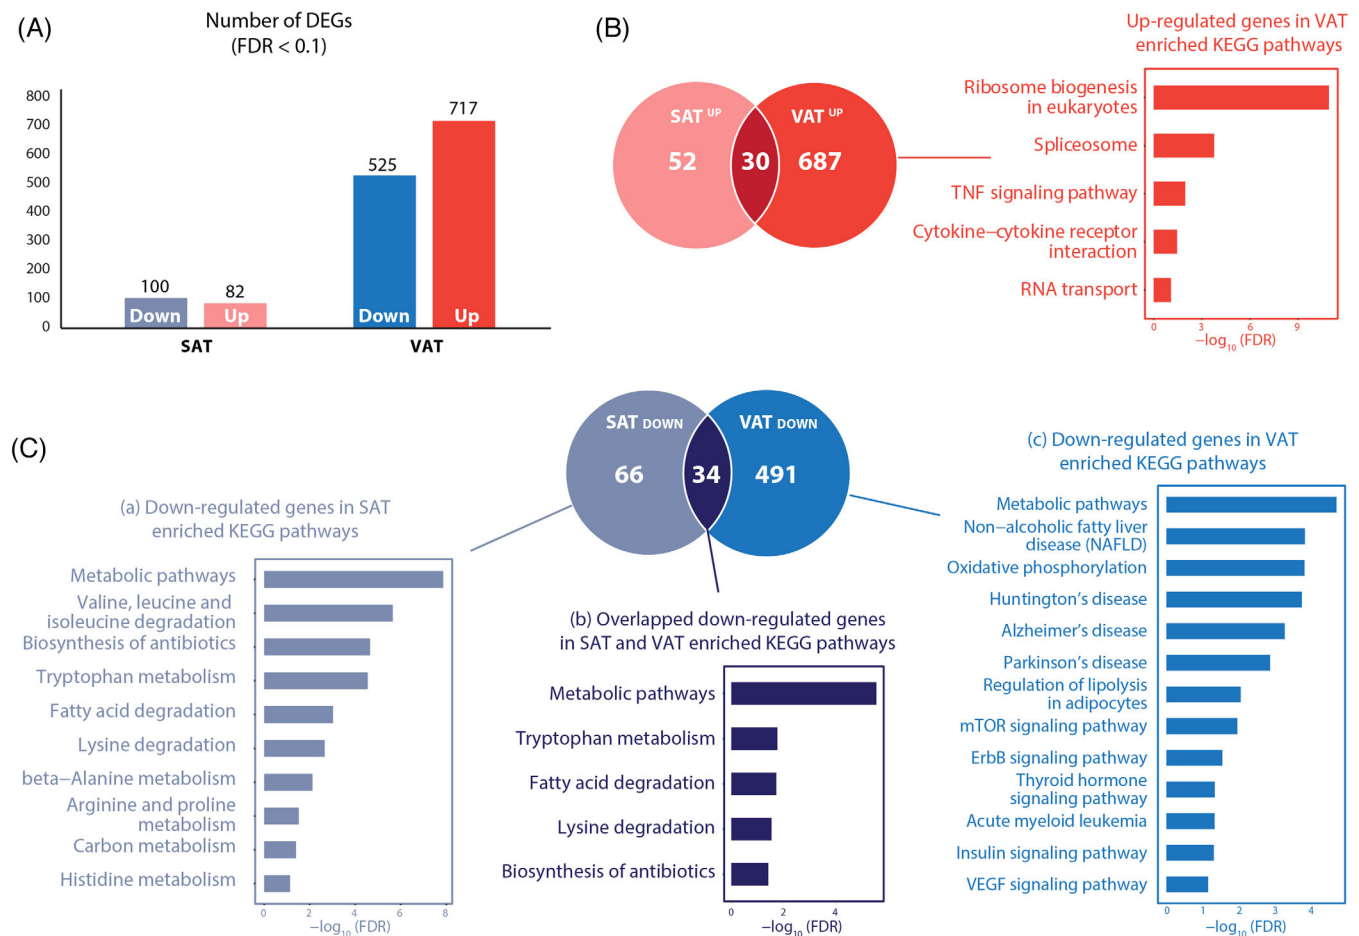 (A)
Number of DEGs
(FDR < 0.1)
800
700
600
500
400
300
200
100
0
100
82
525
717
Down
Up
Down
Up
SAT
VAT
(B)
SAT UP
VAT UP
52
30
687
Up-regulated genes in VAT
enriched KEGG pathways
Ribosome biogenesis
in eukaryotes
Spliceosome
TNF signaling pathway
Cytokine−cytokine receptor
interaction
RNA transport
0 3 6 9
−log10 (FDR)
(C)
SAT DOWN
VAT DOWN
66
34
491
(a) Down-regulated genes in SAT
enriched KEGG pathways
Metabolic pathways
Valine, leucine and
isoleucine degradation
Biosynthesis of antibiotics
Tryptophan metabolism
Fatty acid degradation
Lysine degradation
beta−Alanine metabolism
Arginine and proline
metabolism
Carbon metabolism
Histidine metabolism
0 2 4 6 8
−log10 (FDR)
(b) Overlapped down-regulated genes
in SAT and VAT enriched KEGG pathways
Metabolic pathways
Tryptophan metabolism
Fatty acid degradation
Lysine degradation
Biosynthesis of antibiotics
0 2 4
−log10 (FDR)
(c) Down-regulated genes in VAT
enriched KEGG pathways
Metabolic pathways
Non−alcoholic fatty liver
disease (NAFLD)
Oxidative phosphorylation
Huntington's disease
Alzheimer's disease
Parkinson's disease
Regulation of lipolysis
in adipocytes
mTOR signaling pathway
ErbB signaling pathway
Thyroid hormone
signaling pathway
Acute myeloid leukemia
Insulin signaling pathway
VEGF signaling pathway
0 1 2 3 4
−log10 (FDR)